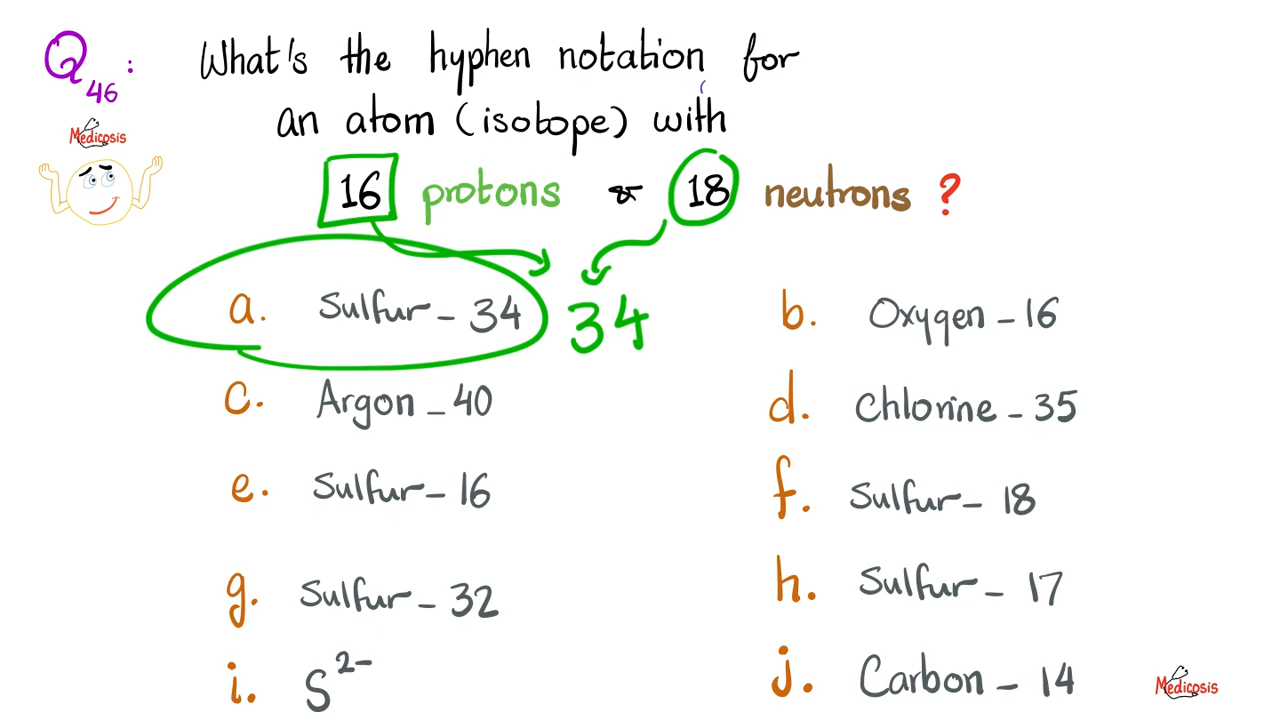 Q46: What's the hyphen notation for
an atom (isotope) with
Medicosis
16 protons & 18 neutrons ?
a. Sulfur - 34 34 b. Oxygen - 16
c. Argon - 40 d. Chlorine - 35
e. Sulfur - 16 f. Sulfur - 18
g. Sulfur - 32 h. Sulfur - 17
i. S²⁻ j. Carbon - 14
Medicosis